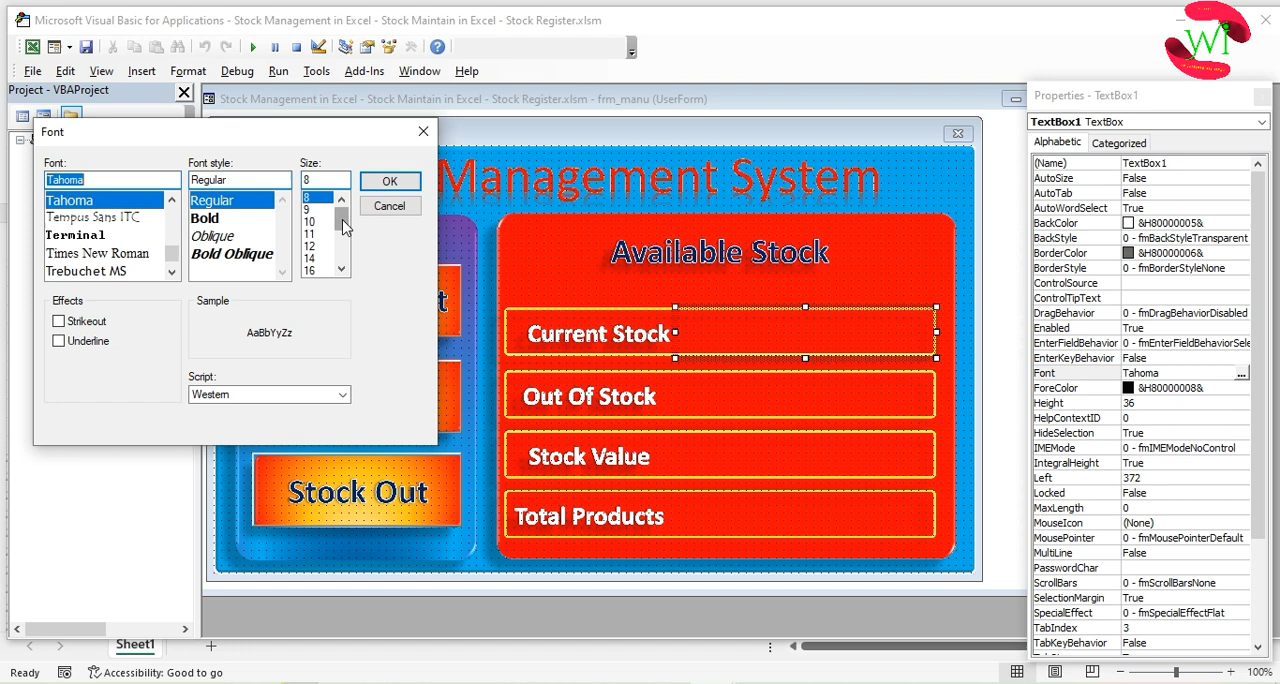 Microsoft Visual Basic for Applications - Stock Management in Excel - Stock Maintain in Excel - Stock Register.xlsm
Wi
File Edit View Insert Format Debug Run Tools Add-Ins Window Help
Project - VBAProject
Stock Management in Excel - Stock Maintain in Excel - Stock Register.xlsm - frm_manu (UserForm)
Management System
Available Stock
Current Stock
Out Of Stock
Stock Value
Total Products
Stock Out
Font
Font:
Tahoma
Tahoma
Tempus Sans ITC
Terminal
Times New Roman
Trebuchet MS
Font style:
Regular
Regular
Bold
Oblique
Bold Oblique
Size:
8
8
9
10
11
12
14
16
OK
Cancel
Effects
Strikeout
Underline
Sample
AaBbYyZz
Script:
Western
Properties - TextBox1
TextBox1 TextBox
Alphabetic Categorized
(Name) TextBox1
AutoSize False
AutoTab False
AutoWordSelect True
BackColor &H80000005&
BackStyle 0 - fmBackStyleTransparent
BorderColor &H80000006&
BorderStyle 0 - fmBorderStyleNone
ControlSource
ControlTipText
DragBehavior 0 - fmDragBehaviorDisabled
Enabled True
EnterFieldBehavior 0 - fmEnterFieldBehaviorSele
EnterKeyBehavior False
Font Tahoma ...
ForeColor &H80000008&
Height 36
HelpContextID 0
HideSelection True
IMEMode 0 - fmIMEModeNoControl
IntegralHeight True
Left 372
Locked False
MaxLength 0
MouseIcon (None)
MousePointer 0 - fmMousePointerDefault
MultiLine False
PasswordChar
ScrollBars 0 - fmScrollBarsNone
SelectionMargin True
SpecialEffect 0 - fmSpecialEffectFlat
TabIndex 3
TabKeyBehavior False
Sheet1
Ready
Accessibility: Good to go
100%